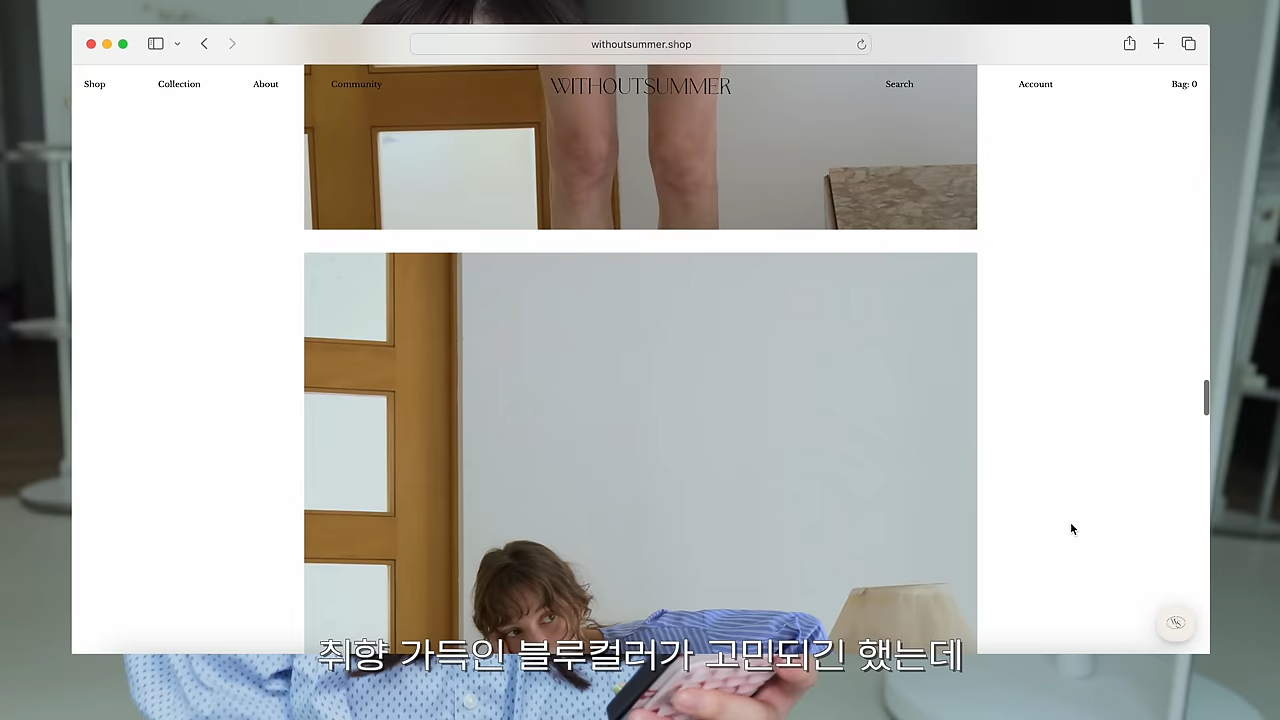 withoutsummer.shop
Shop Collection About Community WITHOUTSUMMER Search Account Bag: 0
취향 가득인 블루컬러가 고민되긴 했는데